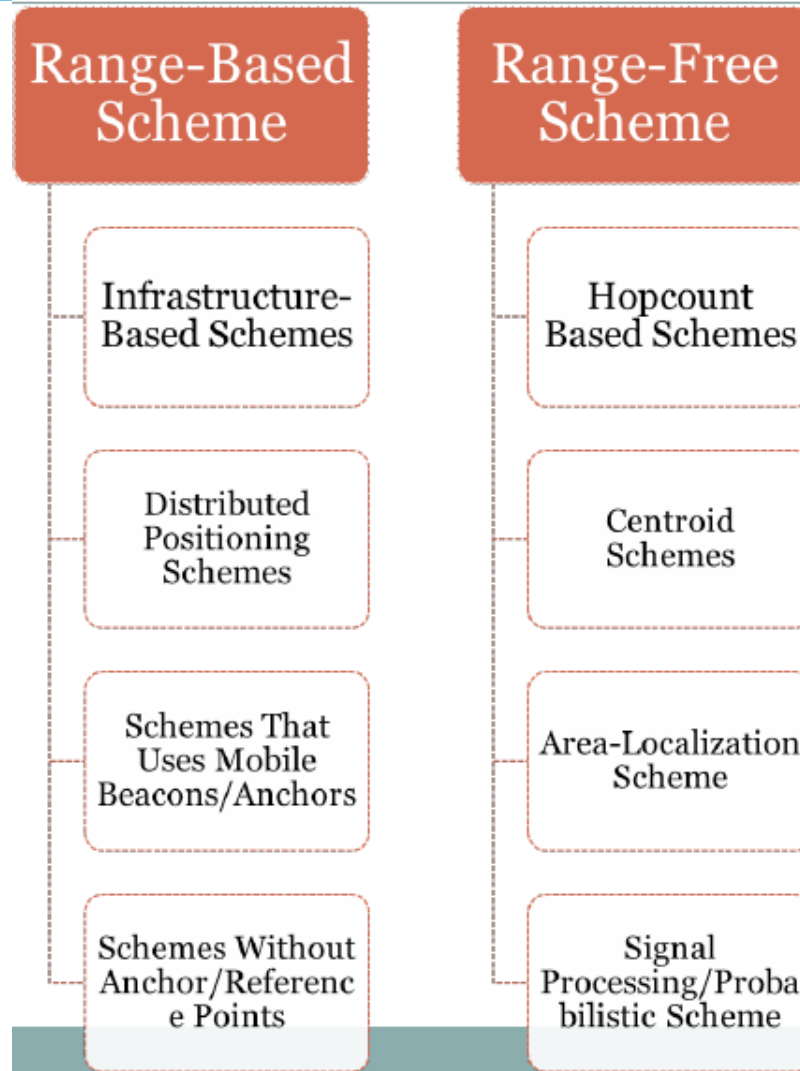 Range-Based
Scheme
Infrastructure-
Based Schemes
Distributed
Positioning
Schemes
Schemes That
Uses Mobile
Beacons/Anchors
Schemes Without
Anchor/Referenc
e Points
Range-Free
Scheme
Hopcount
Based Schemes
Centroid
Schemes
Area-Localization
Scheme
Signal
Processing/Proba
bilistic Scheme